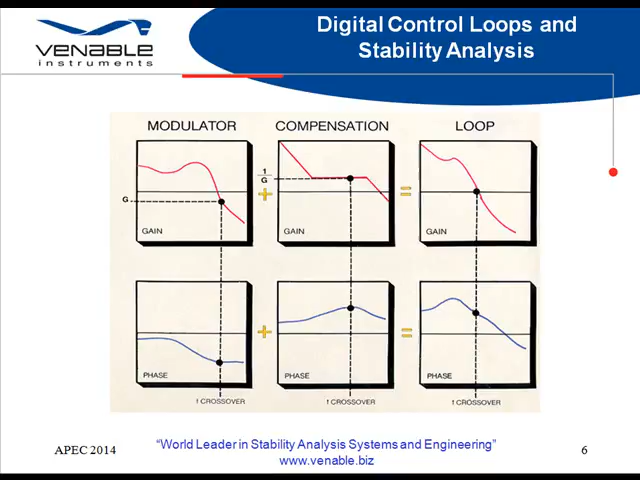 VENABLE
instruments
Digital Control Loops and
Stability Analysis
MODULATOR
COMPENSATION
LOOP
G
GAIN
+
1
G
GAIN
=
GAIN
PHASE
+
PHASE
=
PHASE
f CROSSOVER
f CROSSOVER
f CROSSOVER
APEC 2014
“World Leader in Stability Analysis Systems and Engineering”
www.venable.biz
6